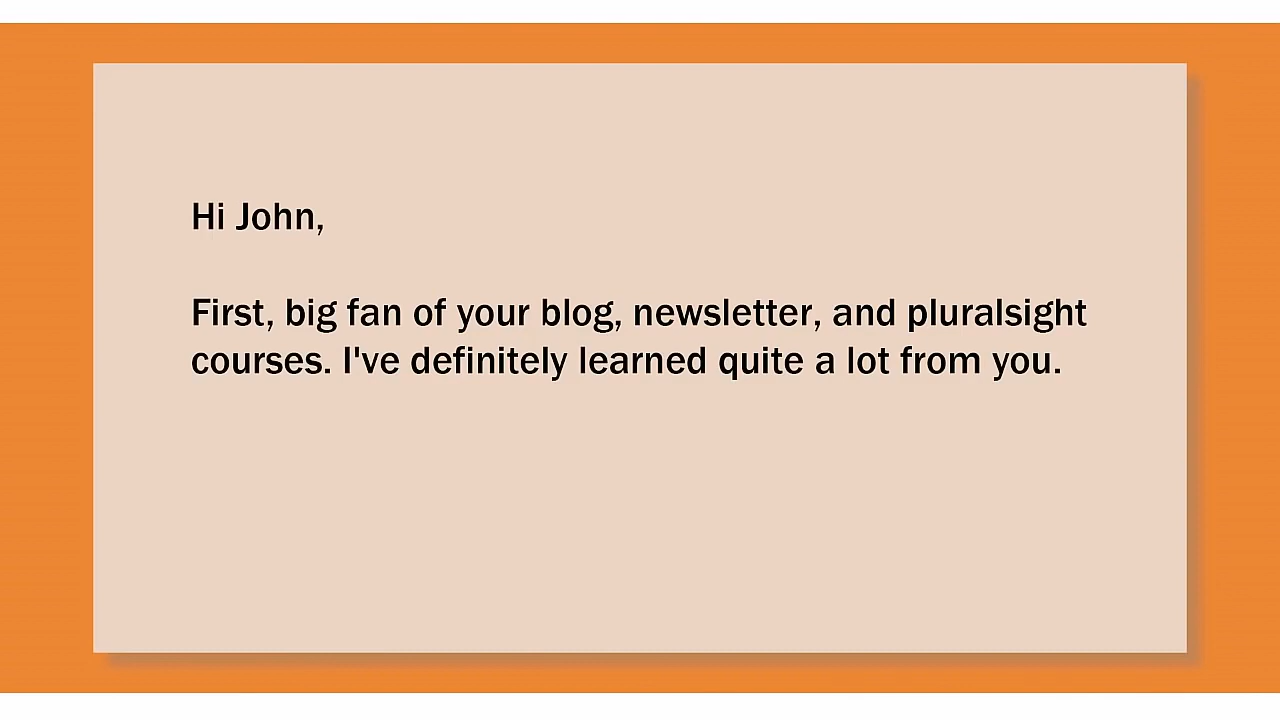 Hi John,
First, big fan of your blog, newsletter, and pluralsight
courses. I've definitely learned quite a lot from you.